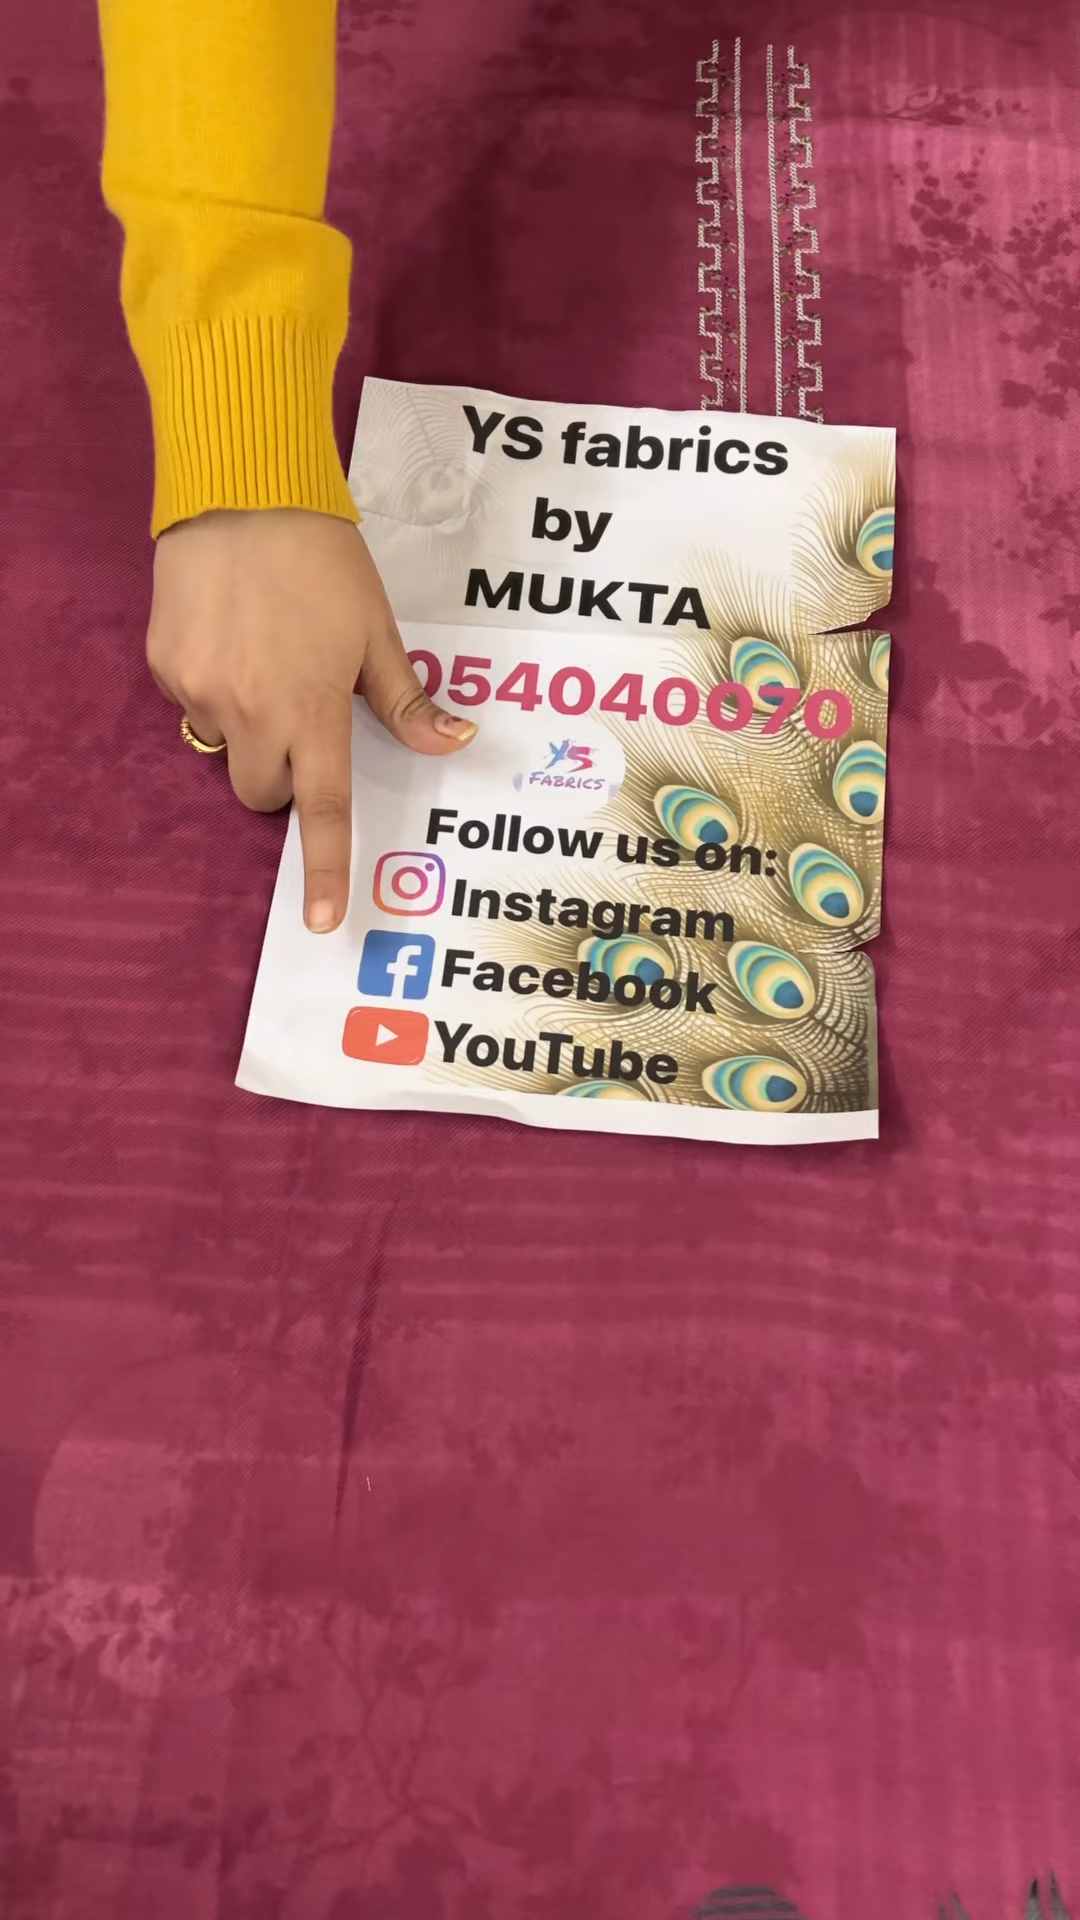 YS fabrics
by
MUKTA
054040070
YS
FABRICS
Follow us on:
Instagram
Facebook
YouTube